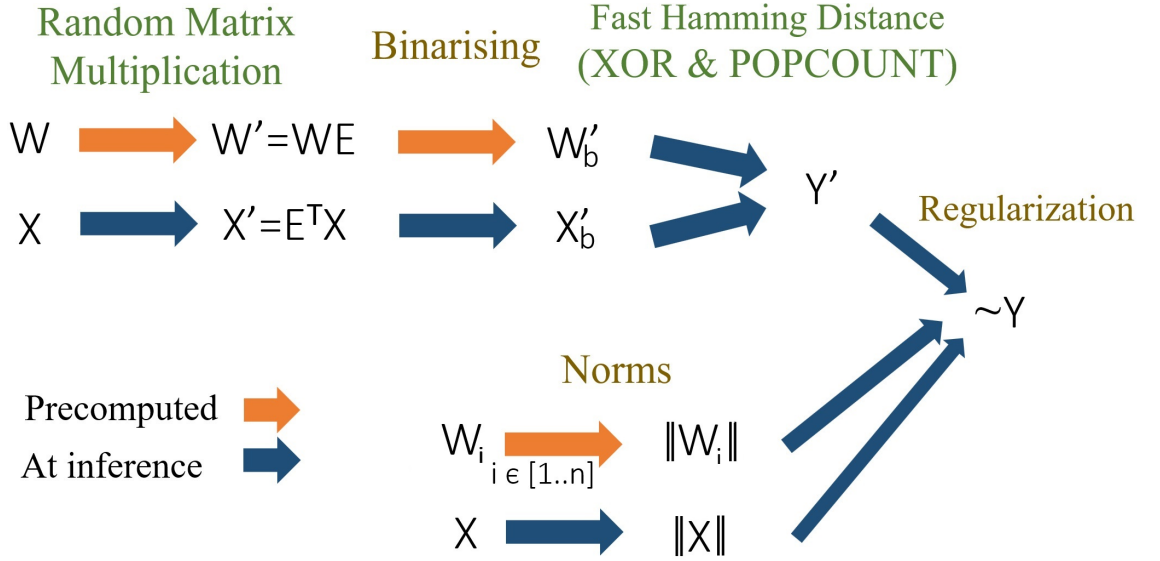 Random Matrix
Multiplication
Binarising
Fast Hamming Distance
(XOR & POPCOUNT)
W
W'=WE
W'b
X
X'=EᵀX
X'b
Y'
Regularization
~Y
Norms
Precomputed
At inference
Wᵢ
i ϵ [1..n]
‖Wᵢ‖
X
‖X‖